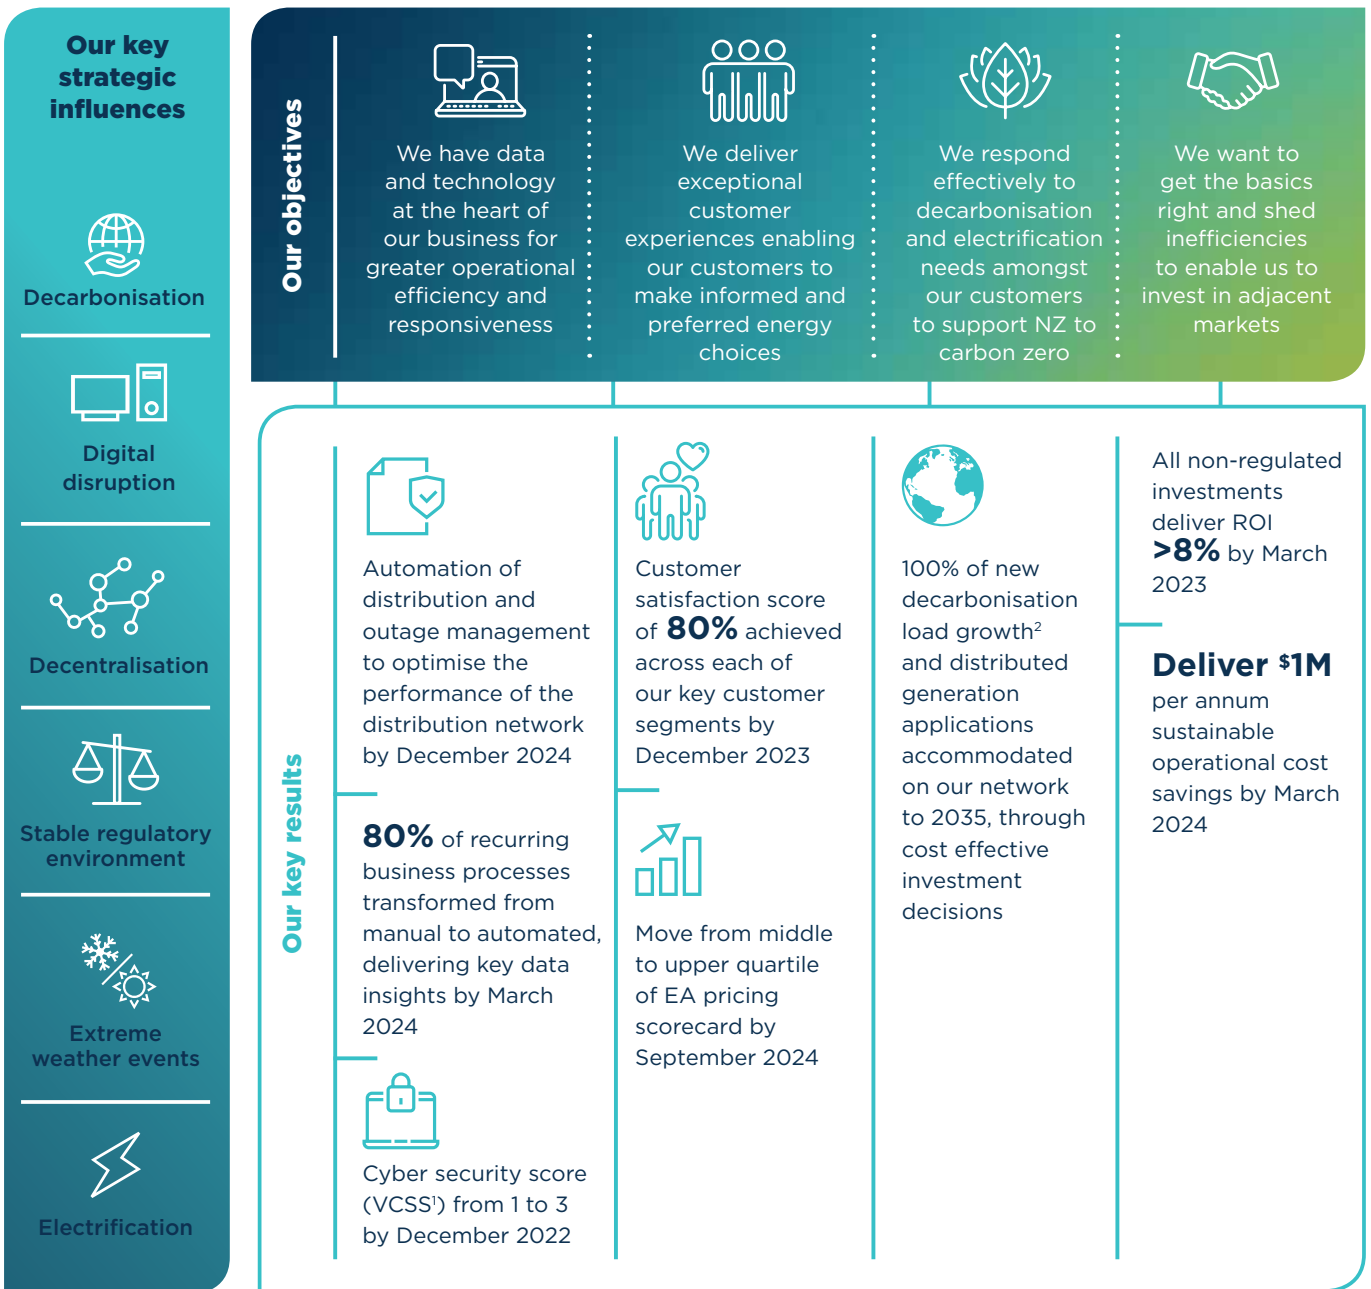 Our key
strategic
influences
Decarbonisation
Digital
disruption
Decentralisation
Stable regulatory
environment
Extreme
weather events
Electrification
Our objectives
We have data
and technology
at the heart of
our business for
greater operational
efficiency and
responsiveness
We deliver
exceptional
customer
experiences enabling
our customers to
make informed and
preferred energy
choices
We respond
effectively to
decarbonisation
and electrification
needs amongst
our customers
to support NZ to
carbon zero
We want to
get the basics
right and shed
inefficiencies
to enable us to
invest in adjacent
markets
Our key results
Automation of
distribution and
outage management
to optimise the
performance of the
distribution network
by December 2024
80% of recurring
business processes
transformed from
manual to automated,
delivering key data
insights by March
2024
Cyber security score
(VCSS¹) from 1 to 3
by December 2022
Customer
satisfaction score
of 80% achieved
across each of
our key customer
segments by
December 2023
Move from middle
to upper quartile
of EA pricing
scorecard by
September 2024
100% of new
decarbonisation
load growth²
and distributed
generation
applications
accommodated
on our network
to 2035, through
cost effective
investment
decisions
All non-regulated
investments
deliver ROI
>8% by March
2023
Deliver $1M
per annum
sustainable
operational cost
savings by March
2024